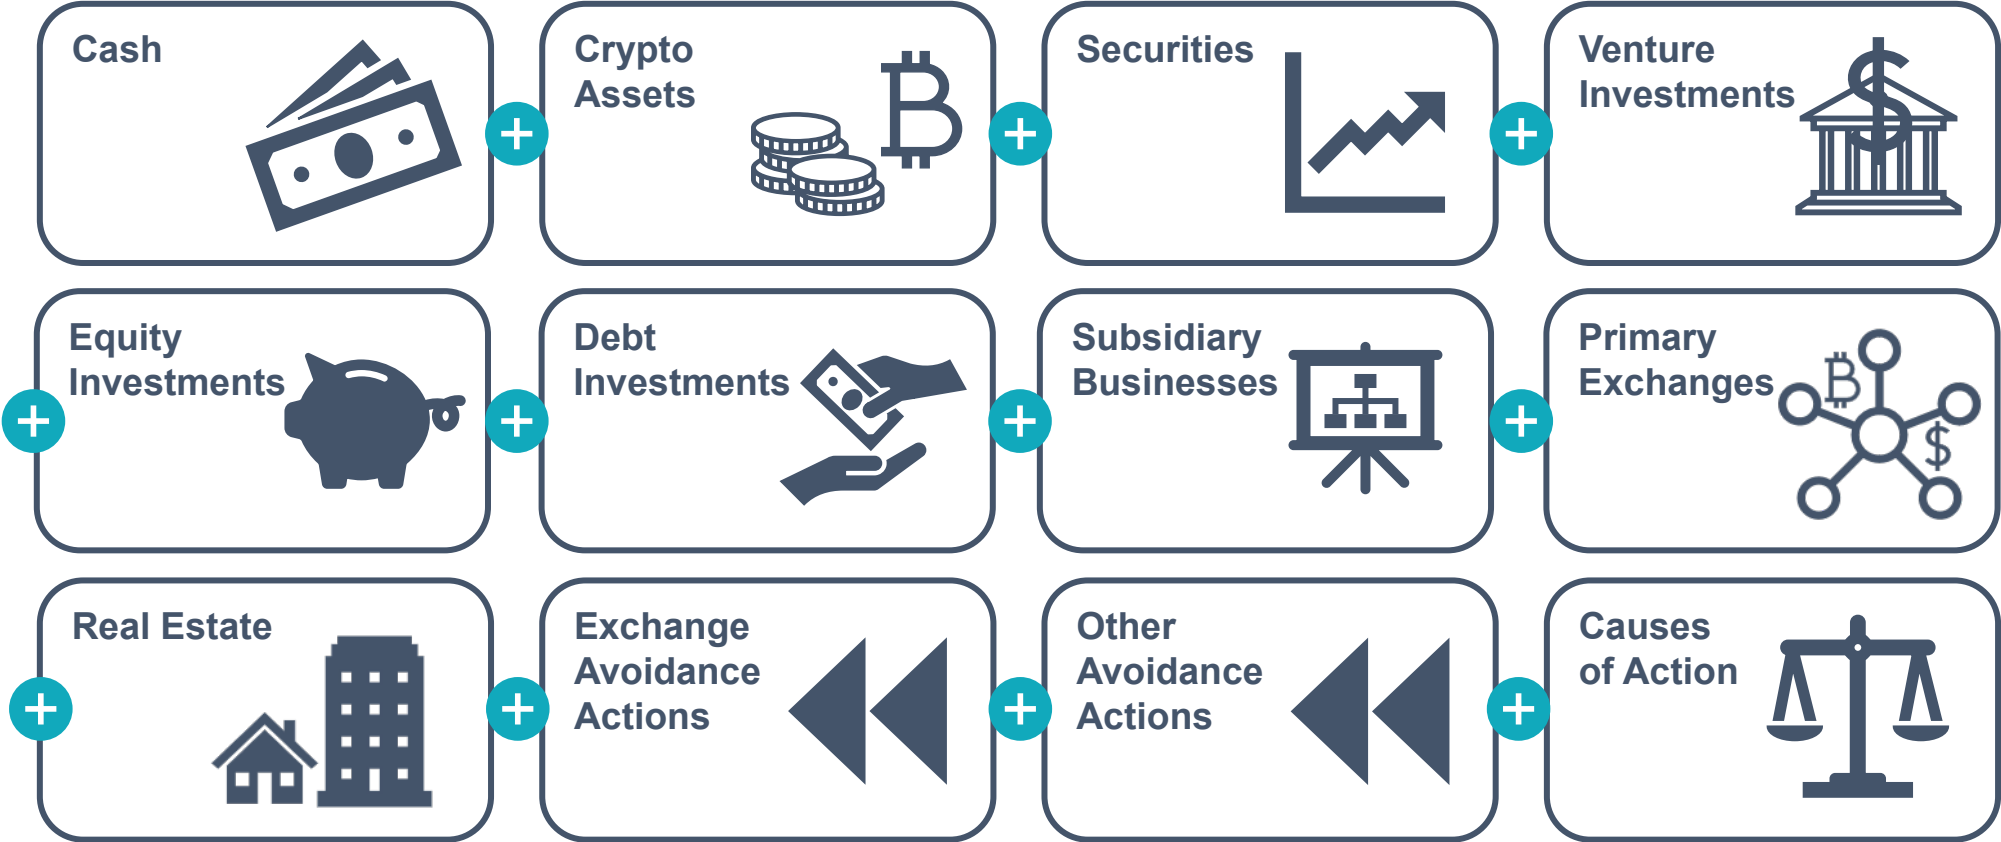 Cash
Crypto
Assets
Securities
Venture
Investments
Equity
Investments
Debt
Investments
Subsidiary
Businesses
Primary
Exchanges
Real Estate
Exchange
Avoidance
Actions
Other
Avoidance
Actions
Causes
of Action